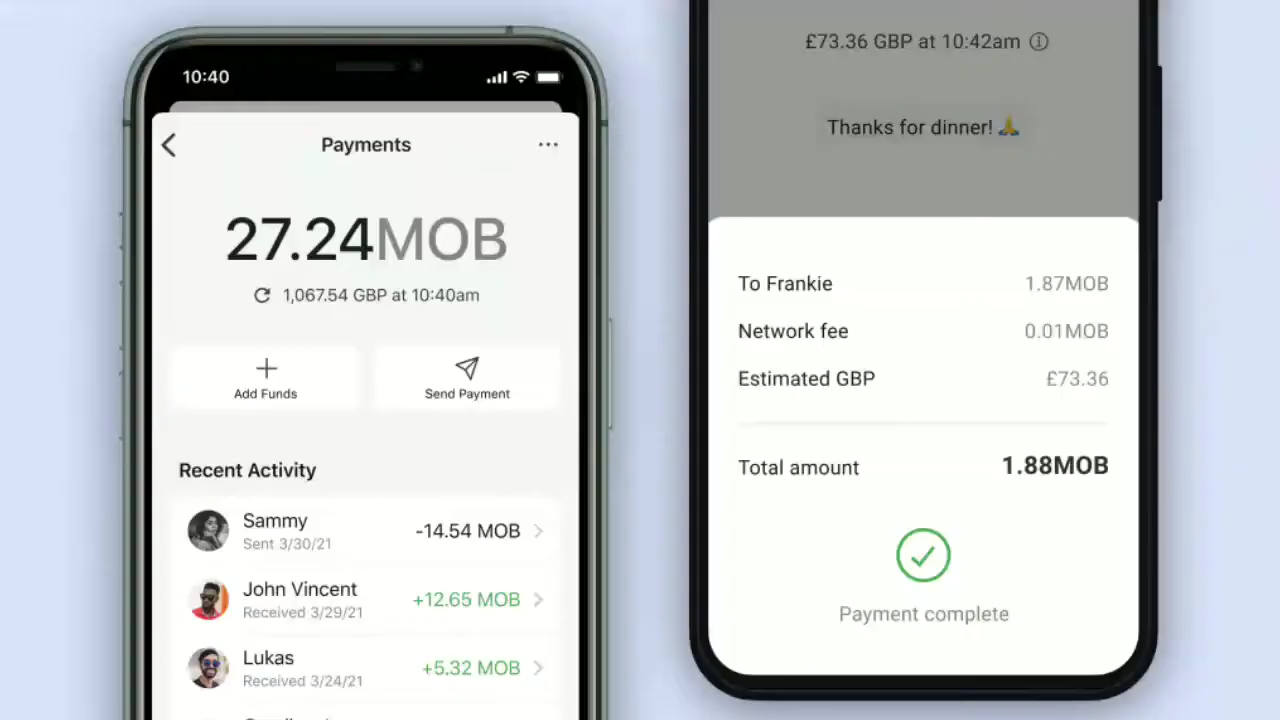 10:40
Payments
27.24MOB
1,067.54 GBP at 10:40am
Add Funds
Send Payment
Recent Activity
Sammy
-14.54 MOB
Sent 3/30/21
John Vincent
+12.65 MOB
Received 3/29/21
Lukas
+5.32 MOB
Received 3/24/21
£73.36 GBP at 10:42am
Thanks for dinner! 🙏
To Frankie 1.87MOB
Network fee 0.01MOB
Estimated GBP £73.36
Total amount 1.88MOB
Payment complete